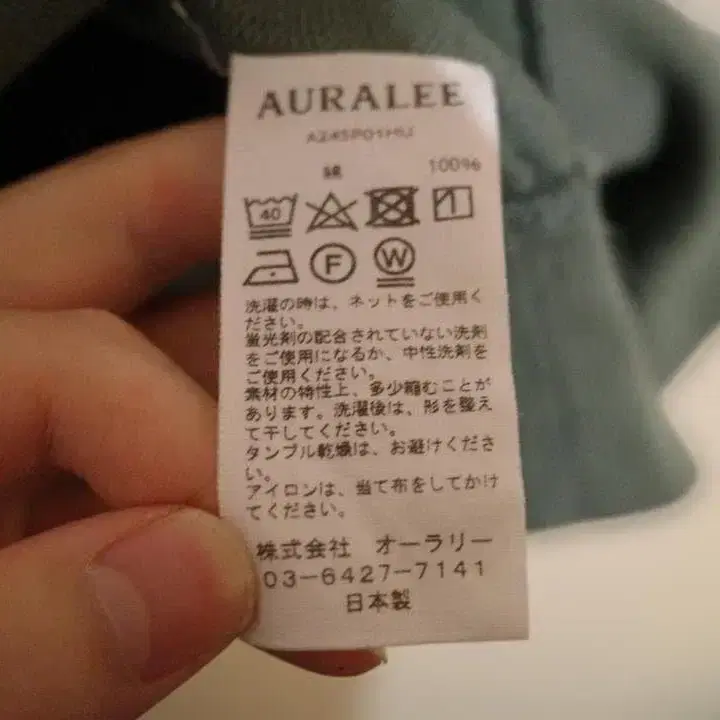 AURALEE
A24SP01HU
綿 100%
40
F W
洗濯の時は、ネットをご使用く
ださい。
蛍光剤の配合されていない洗剤
をご使用になるか、中性洗剤を
ご使用ください。
素材の特性上、多少縮むことが
あります。洗濯後は、形を整え
て干してください。
タンブル乾燥は、お避けくださ
い。
アイロンは、当て布をしてかけ
てください。
株式会社 オーラリー
03-6427-7141
日本製